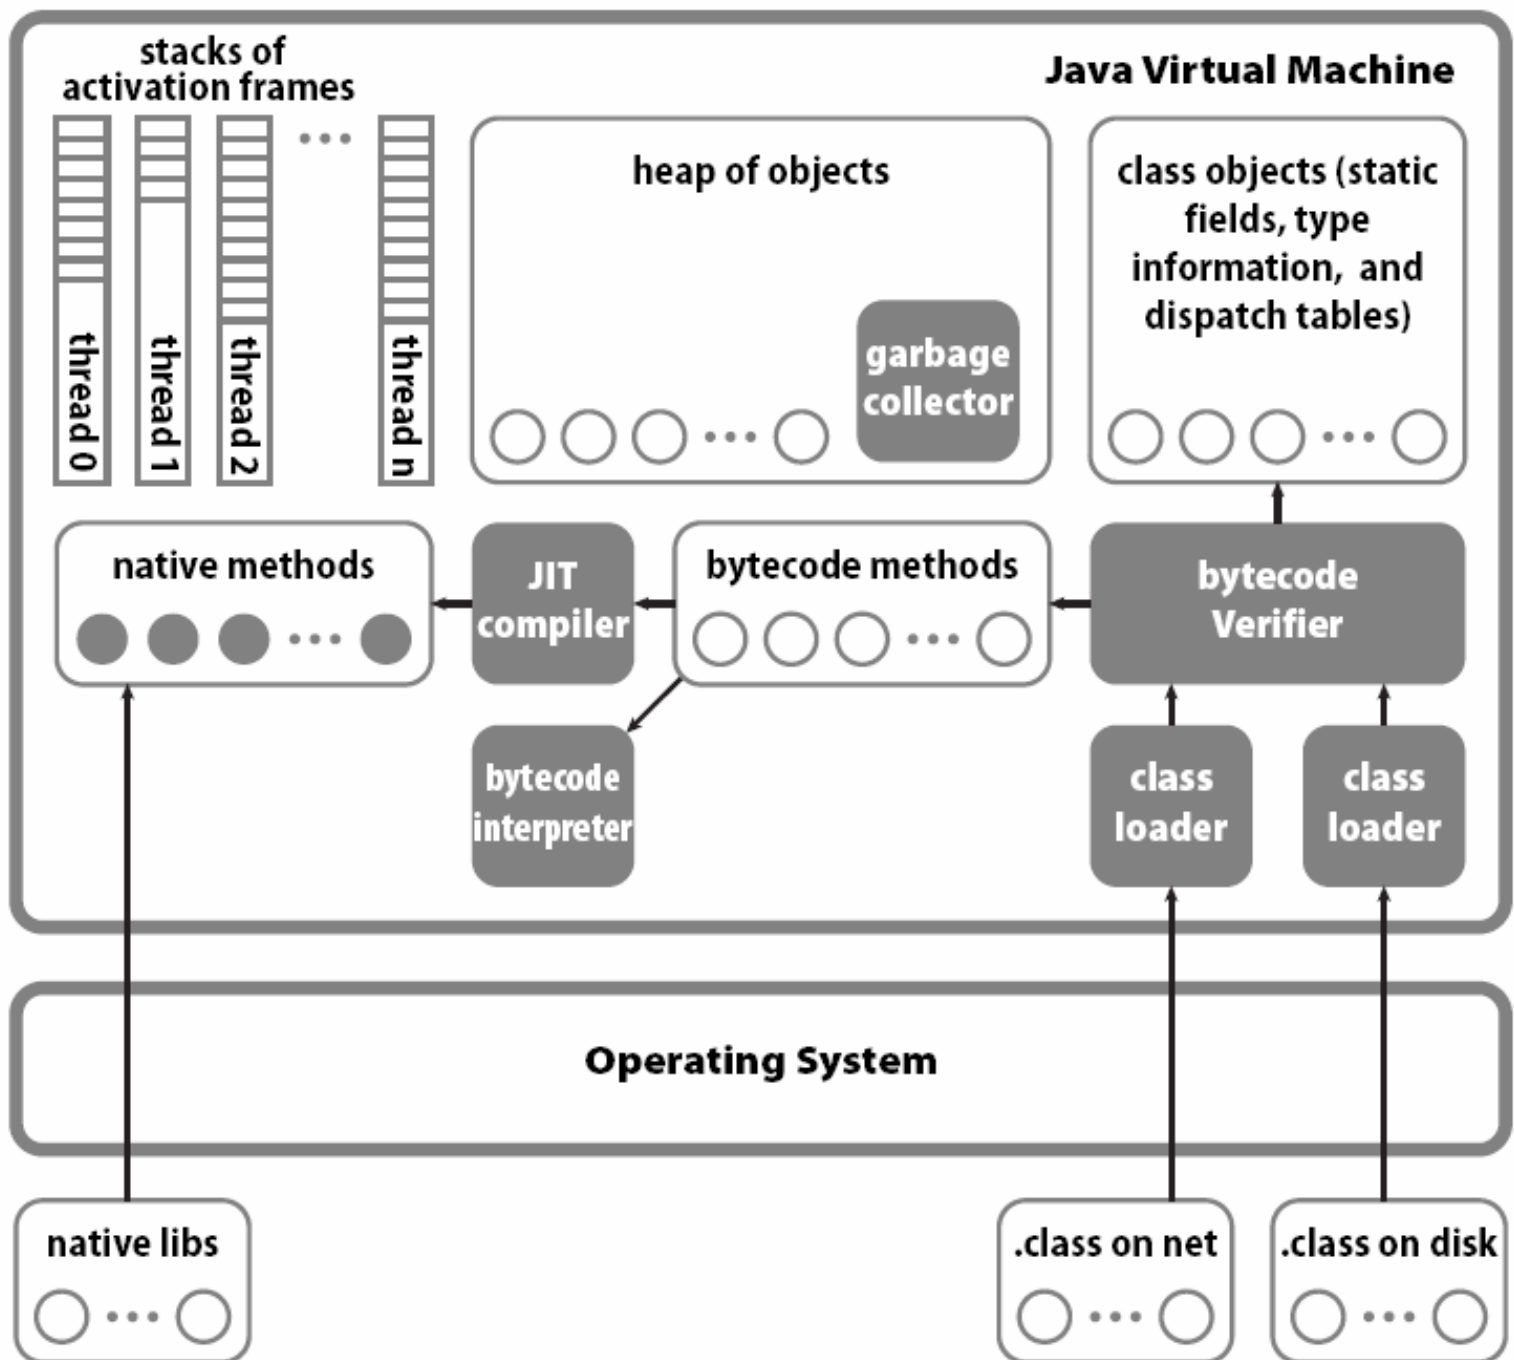 stacks of
activation frames
Java Virtual Machine
thread 0
thread 1
thread 2
...
thread n
heap of objects
garbage
collector
...
class objects (static
fields, type
information, and
dispatch tables)
...
native methods
...
JIT
compiler
bytecode methods
...
bytecode
Verifier
bytecode
interpreter
class
loader
class
loader
Operating System
native libs
...
.class on net
...
.class on disk
...